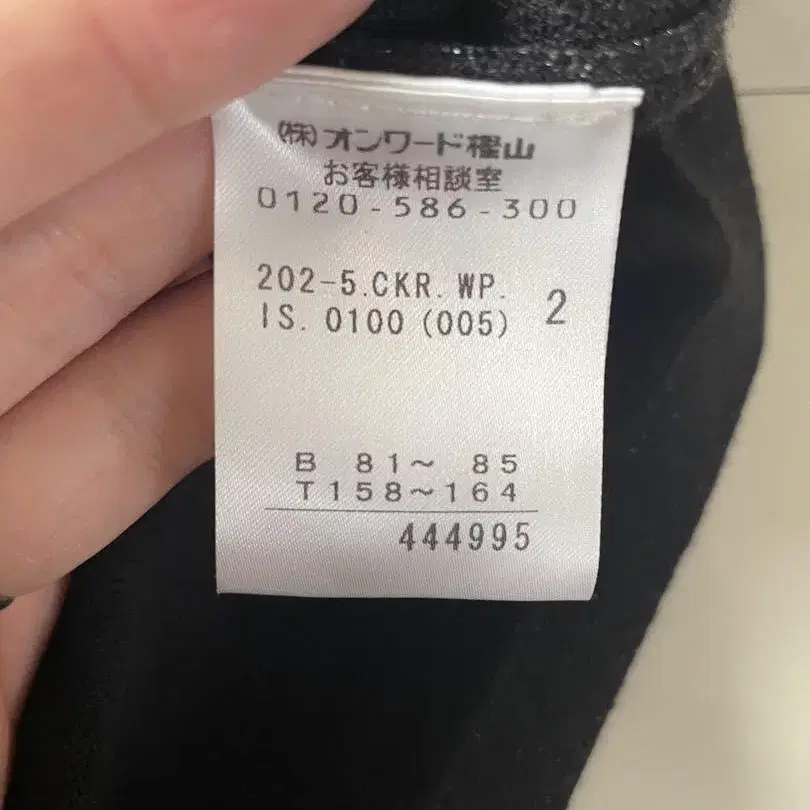 (株)オンワード樫山
お客様相談室
0120-586-300
202-5.CKR.WP. 2
IS.0100(005)
B 81～ 85
T158～164
444995